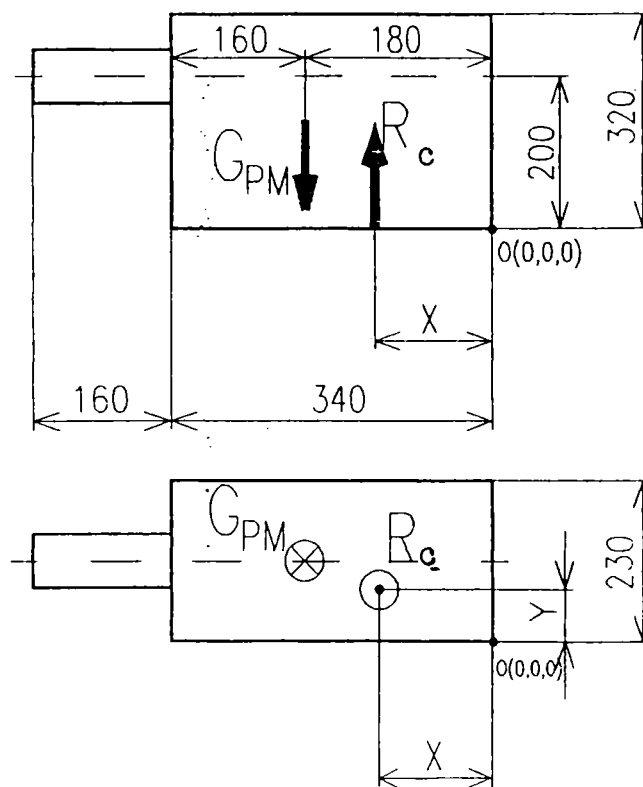 160 180
320
200
G_PM R_c
O(0,0,0)
X
160 340
G_PM R_c
230
Y
O(0,0,0)
X